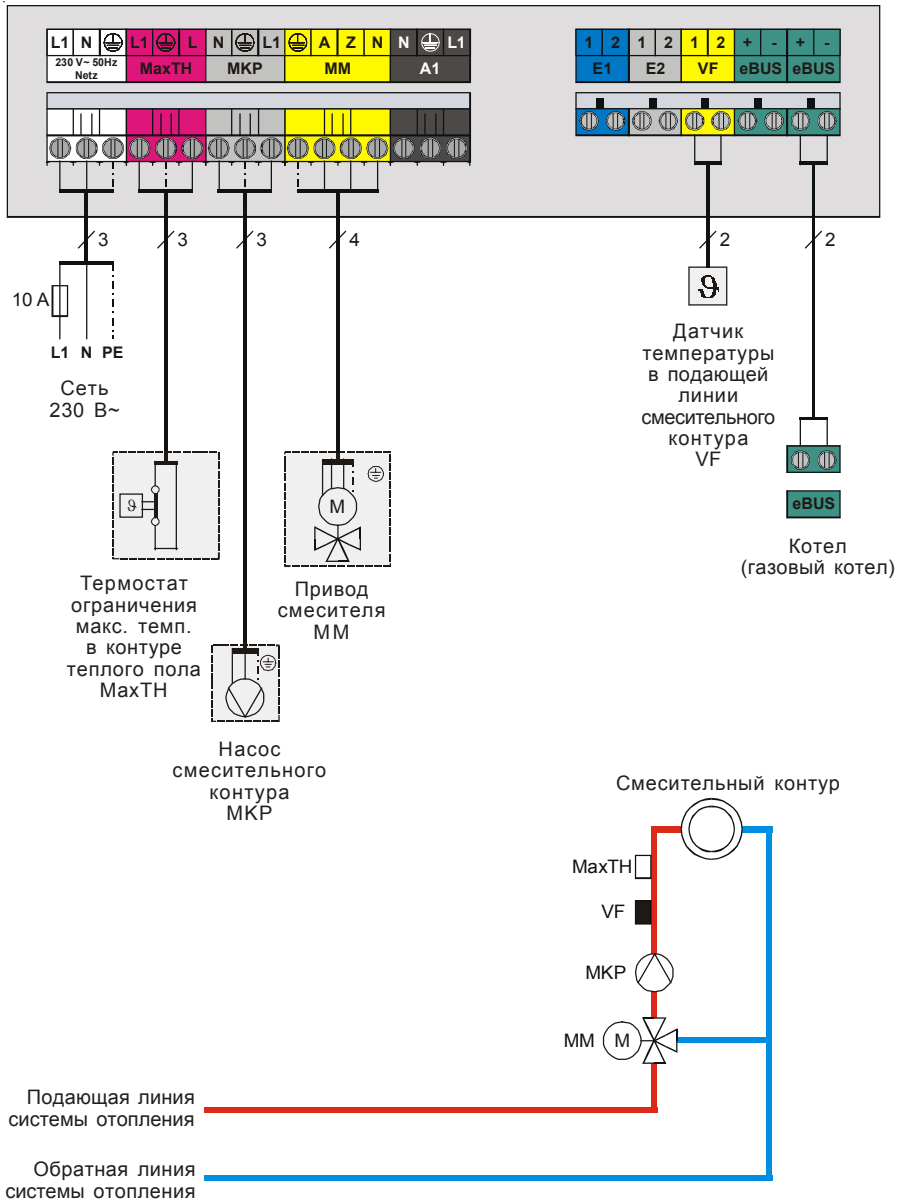 L1 N L1 L N L1 A Z N N L1
230 V~ 50Hz
Netz
MaxTH MKP MM A1
1 2 1 2 1 2 + - + -
E1 E2 VF eBUS eBUS
3 3 3 4 2 2
10 A
L1 N PE
Сеть
230 В~
ϑ
Датчик
температуры
в подающей
линии
смесительного
контура
VF
ϑ
M
eBUS
Котел
(газовый котел)
Термостат
ограничения
макс. темп.
в контуре
теплого пола
MaxTH
Привод
смесителя
ММ
Насос
смесительного
контура
МКР
Смесительный контур
MaxTH
VF
MKP
MM M
Подающая линия
системы отопления
Обратная линия
системы отопления